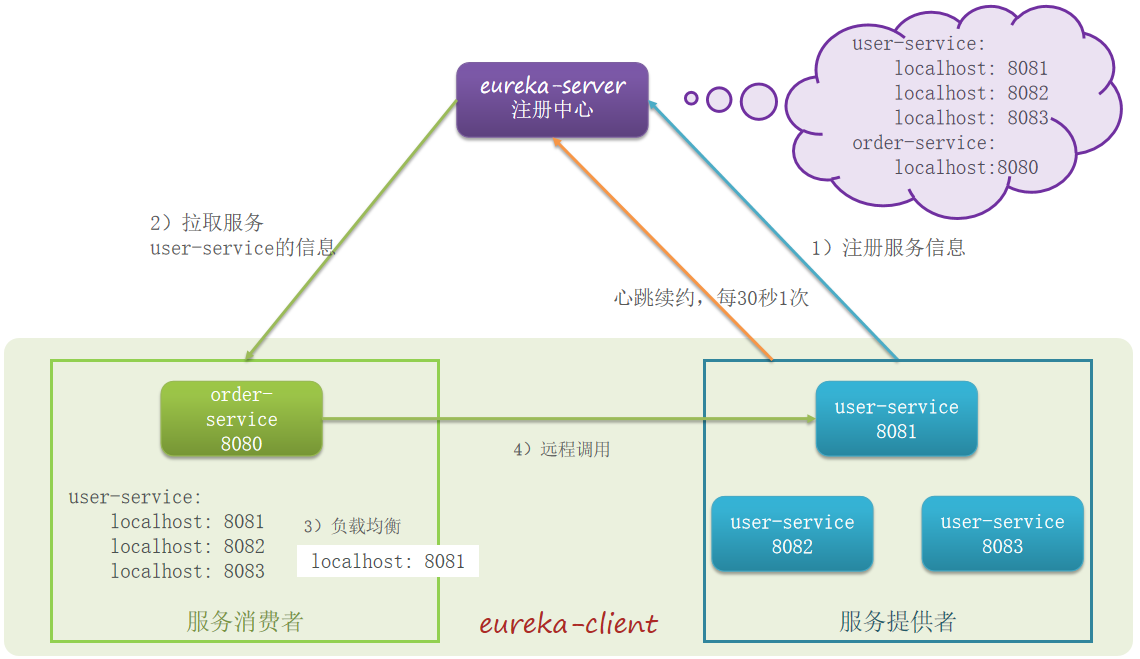 eureka-server
注册中心
user-service:
localhost: 8081
localhost: 8082
localhost: 8083
order-service:
localhost:8080
2）拉取服务
user-service的信息
1）注册服务信息
心跳续约，每30秒1次
order-
service
8080
user-service
8081
4）远程调用
user-service:
localhost: 8081
localhost: 8082
localhost: 8083
3）负载均衡
localhost: 8081
user-service
8082
user-service
8083
服务消费者
eureka-client
服务提供者